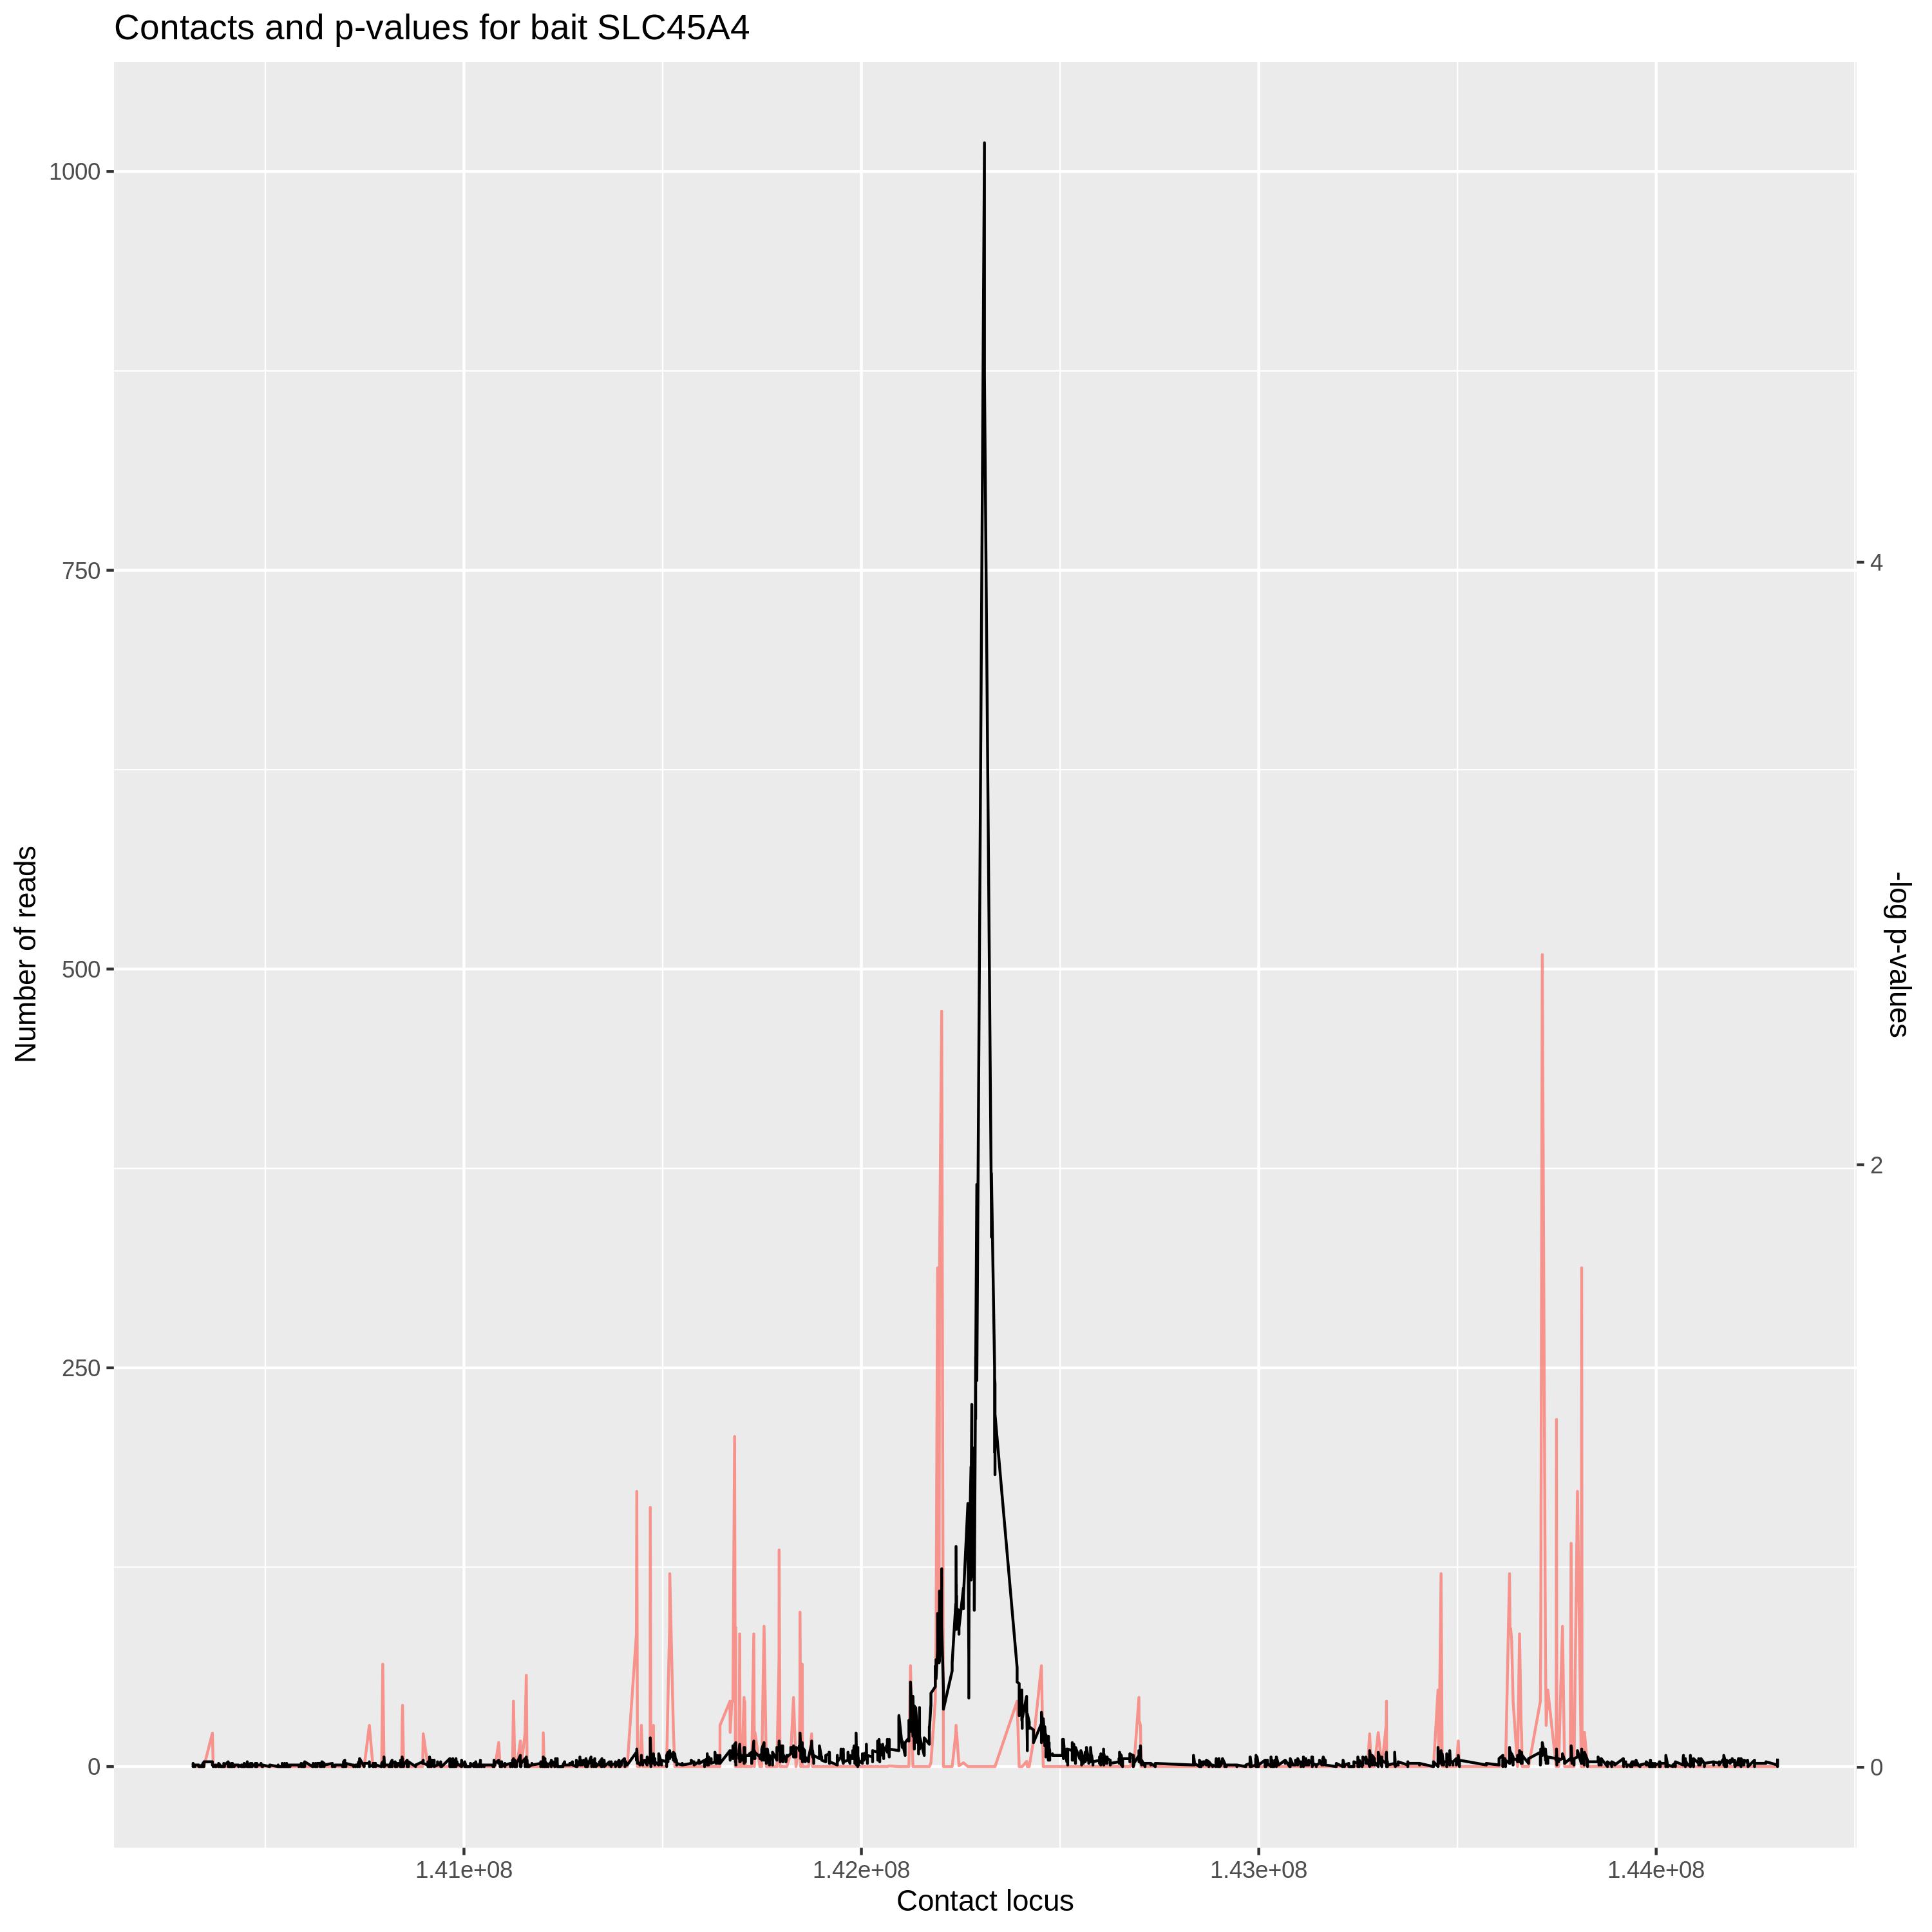 Contacts and p-values for bait SLC45A4
1000
750
500
250
0
Number of reads
4
2
0
-log p-values
1.41e+08
1.42e+08
1.43e+08
1.44e+08
Contact locus